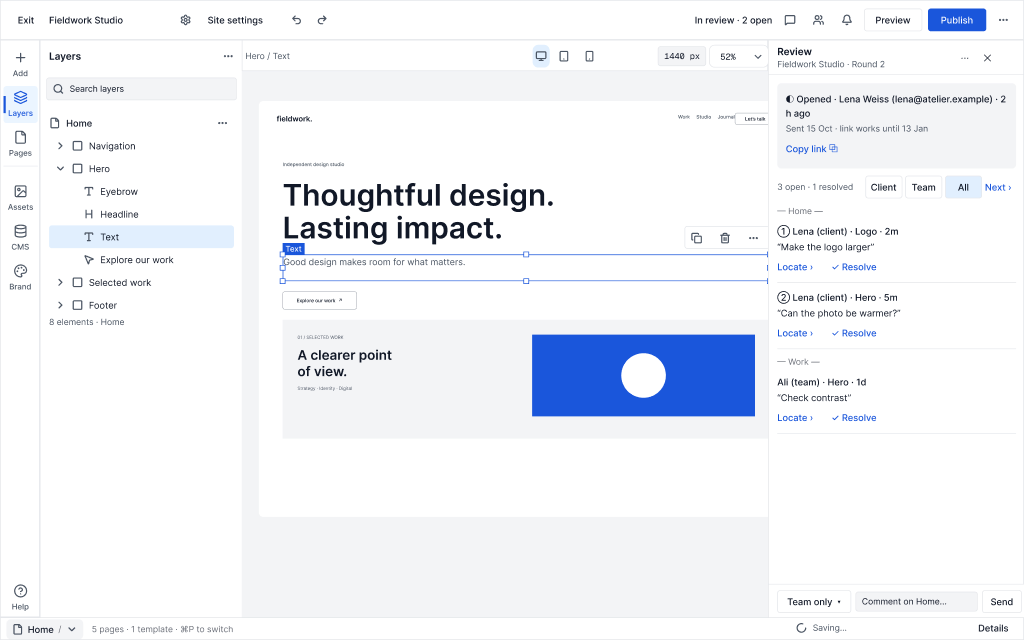 Exit Fieldwork Studio Site settings In review · 2 open Preview Publish
Add
Layers
Pages
Assets
CMS
Brand
Help
Layers
Search layers
Home
Navigation
Hero
Eyebrow
Headline
Text
Explore our work
Selected work
Footer
8 elements · Home
Hero / Text 1440 px 52%
fieldwork. Work Studio Journal Let's talk
Independent design studio
Thoughtful design.
Lasting impact.
Text
Good design makes room for what matters.
Explore our work ↗
01 / SELECTED WORK
A clearer point
of view.
Strategy · Identity · Digital
Review
Fieldwork Studio · Round 2
Opened · Lena Weiss (lena@atelier.example) · 2
h ago
Sent 15 Oct · link works until 13 Jan
Copy link
3 open · 1 resolved Client Team All Next ›
— Home —
① Lena (client) · Logo · 2m
“Make the logo larger”
Locate › ✓ Resolve
② Lena (client) · Hero · 5m
“Can the photo be warmer?”
Locate › ✓ Resolve
— Work —
Ali (team) · Hero · 1d
“Check contrast”
Locate › ✓ Resolve
Team only Comment on Home... Send
Home / 5 pages · 1 template · ⌘P to switch Saving... Details